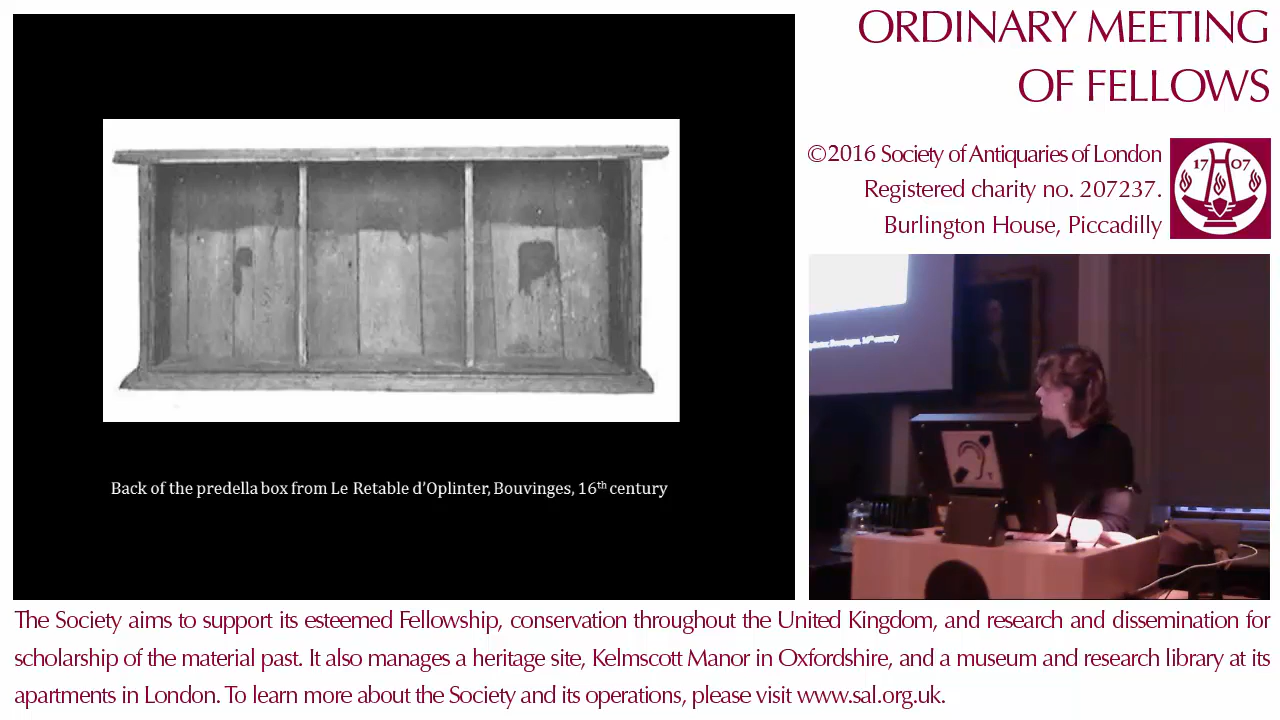 ORDINARY MEETING
OF FELLOWS
©2016 Society of Antiquaries of London
Registered charity no. 207237.
Burlington House, Piccadilly
17 07
Back of the predella box from Le Retable d’Oplinter, Bouvinges, 16th century
plinter, Bouvinges, 16th century
The Society aims to support its esteemed Fellowship, conservation throughout the United Kingdom, and research and dissemination for
scholarship of the material past. It also manages a heritage site, Kelmscott Manor in Oxfordshire, and a museum and research library at its
apartments in London. To learn more about the Society and its operations, please visit www.sal.org.uk.